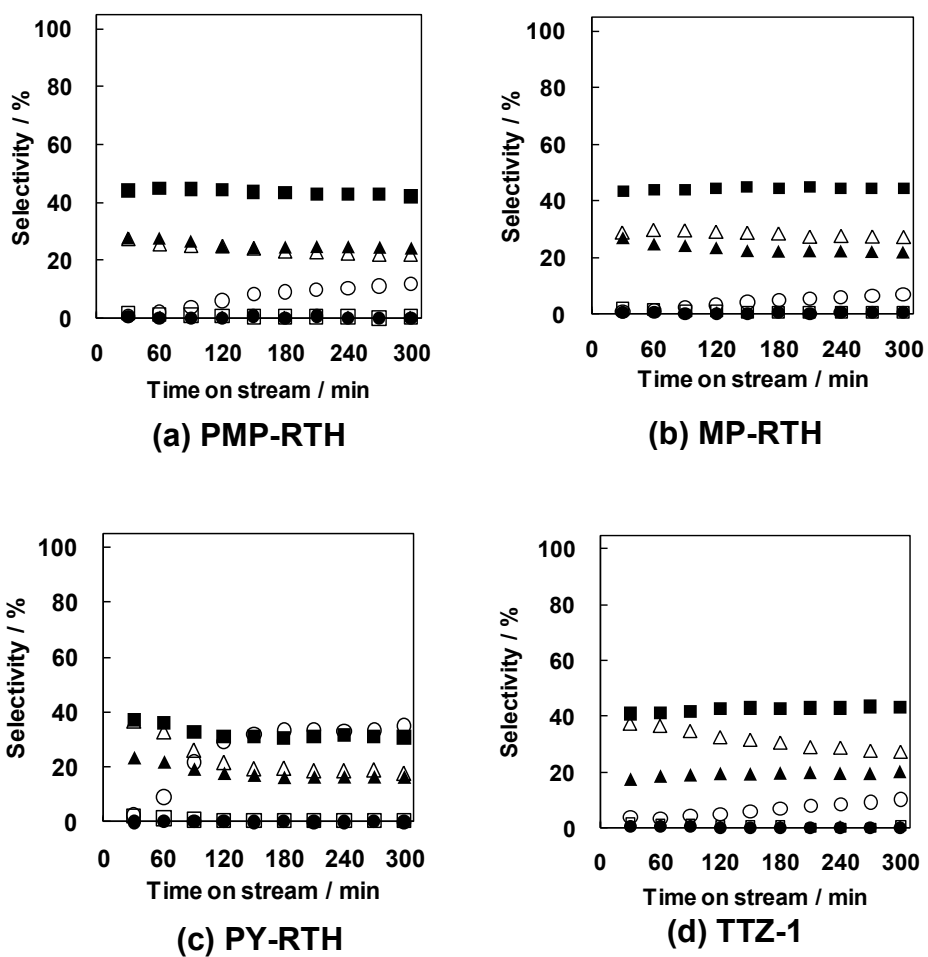 100
80
60
40
20
0
Selectivity / %
0 60 120 180 240 300
Time on stream / min
(a) PMP-RTH
100
80
60
40
20
0
Selectivity / %
0 60 120 180 240 300
Time on stream / min
(b) MP-RTH
100
80
60
40
20
0
Selectivity / %
0 60 120 180 240 300
Time on stream / min
(c) PY-RTH
100
80
60
40
20
0
Selectivity / %
0 60 120 180 240 300
Time on stream / min
(d) TTZ-1